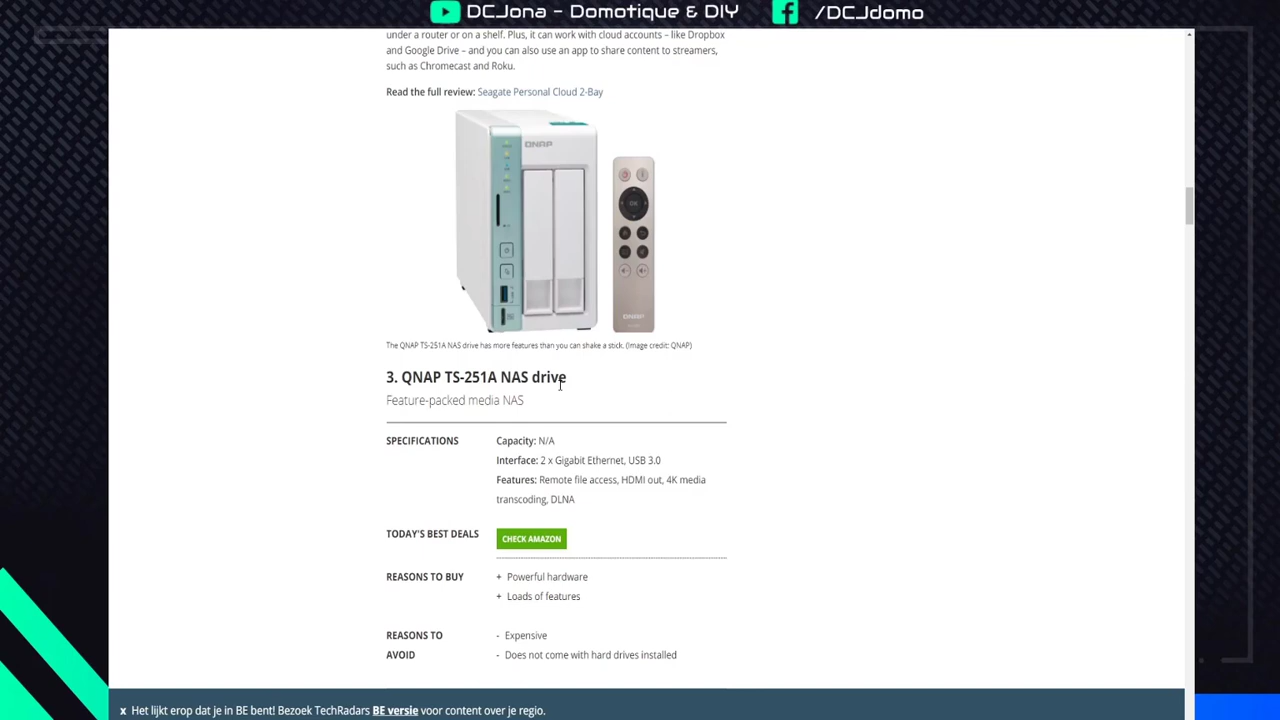 DCJona - Domotique & DIY
/DCJdomo
under a router or on a shelf. Plus, it can work with cloud accounts – like Dropbox
and Google Drive – and you can also use an app to share content to streamers,
such as Chromecast and Roku.
Read the full review: Seagate Personal Cloud 2-Bay
QNAP
OK
QNAP
The QNAP TS-251A NAS drive has more features than you can shake a stick. (Image credit: QNAP)
3. QNAP TS-251A NAS drive
Feature-packed media NAS
SPECIFICATIONS
Capacity: N/A
Interface: 2 x Gigabit Ethernet, USB 3.0
Features: Remote file access, HDMI out, 4K media
transcoding, DLNA
TODAY'S BEST DEALS
CHECK AMAZON
REASONS TO BUY
+ Powerful hardware
+ Loads of features
REASONS TO
AVOID
- Expensive
- Does not come with hard drives installed
x Het lijkt erop dat je in BE bent! Bezoek TechRadars BE versie voor content over je regio.